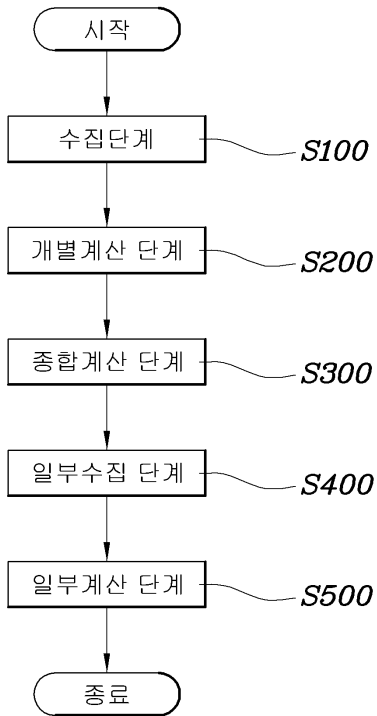 시작
수집단계
S100
개별계산 단계
S200
종합계산 단계
S300
일부수집 단계
S400
일부계산 단계
S500
종료